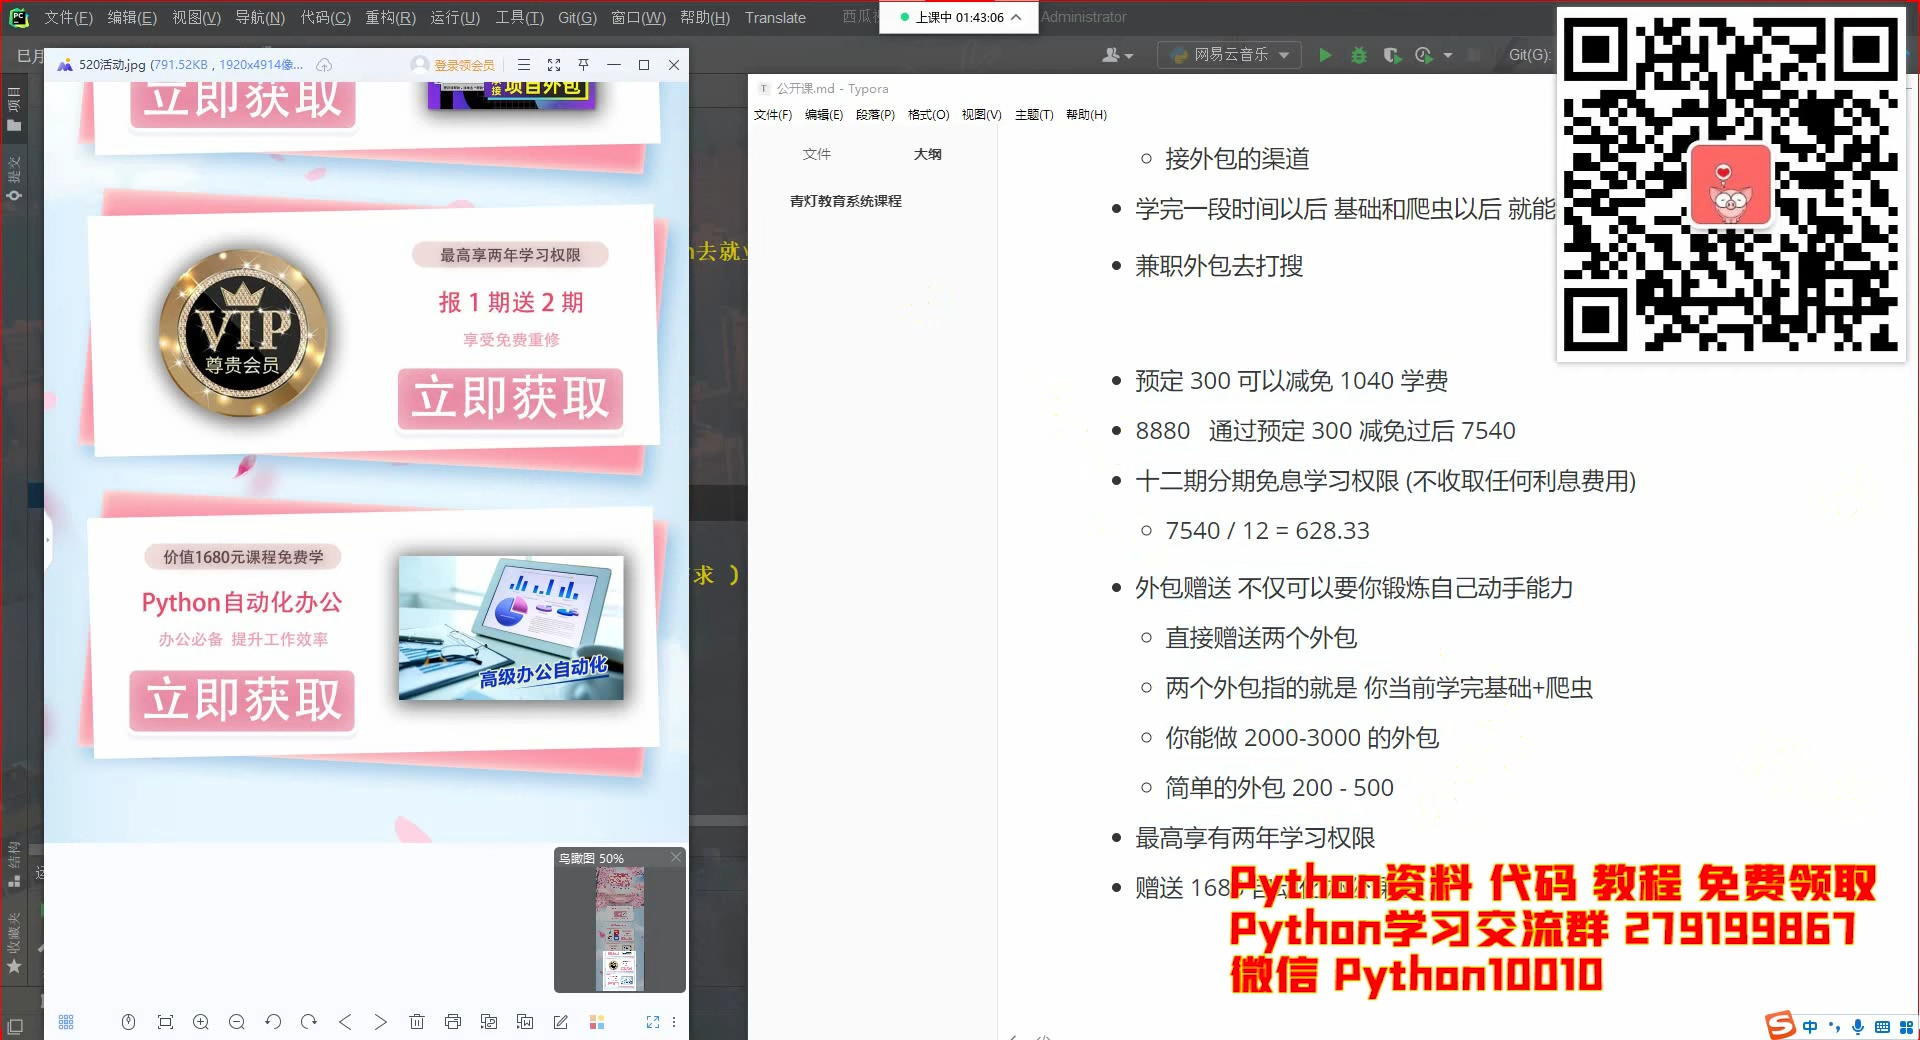 文件(F) 编辑(E) 视图(V) 导航(N) 代码(C) 重构(R) 运行(U) 工具(T) Git(G) 窗口(W) 帮助(H) Translate
上课中 01:43:06
Administrator
网易云音乐
Git(G):
项目
提交
结构
收藏夹
520活动.jpg (791.52KB , 1920x4914像...
登录领会员
立即获取
接 项目外包
最高享两年学习权限
报 1 期送 2 期
享受免费重修
立即获取
VIP
尊贵会员
价值1680元课程免费学
Python自动化办公
办公必备 提升工作效率
立即获取
高级办公自动化
鸟瞰图 50%
公开课.md - Typora
文件(F) 编辑(E) 段落(P) 格式(O) 视图(V) 主题(T) 帮助(H)
文件 大纲
青灯教育系统课程
接外包的渠道
学完一段时间以后 基础和爬虫以后 就能
兼职外包去打搜
预定 300 可以减免 1040 学费
8880 通过预定 300 减免过后 7540
十二期分期免息学习权限 (不收取任何利息费用)
7540 / 12 = 628.33
外包赠送 不仅可以要你锻炼自己动手能力
直接赠送两个外包
两个外包指的就是 你当前学完基础+爬虫
你能做 2000-3000 的外包
简单的外包 200 - 500
最高享有两年学习权限
赠送 168
Python资料 代码 教程 免费领取
Python学习交流群 279199867
微信 Python10010
中